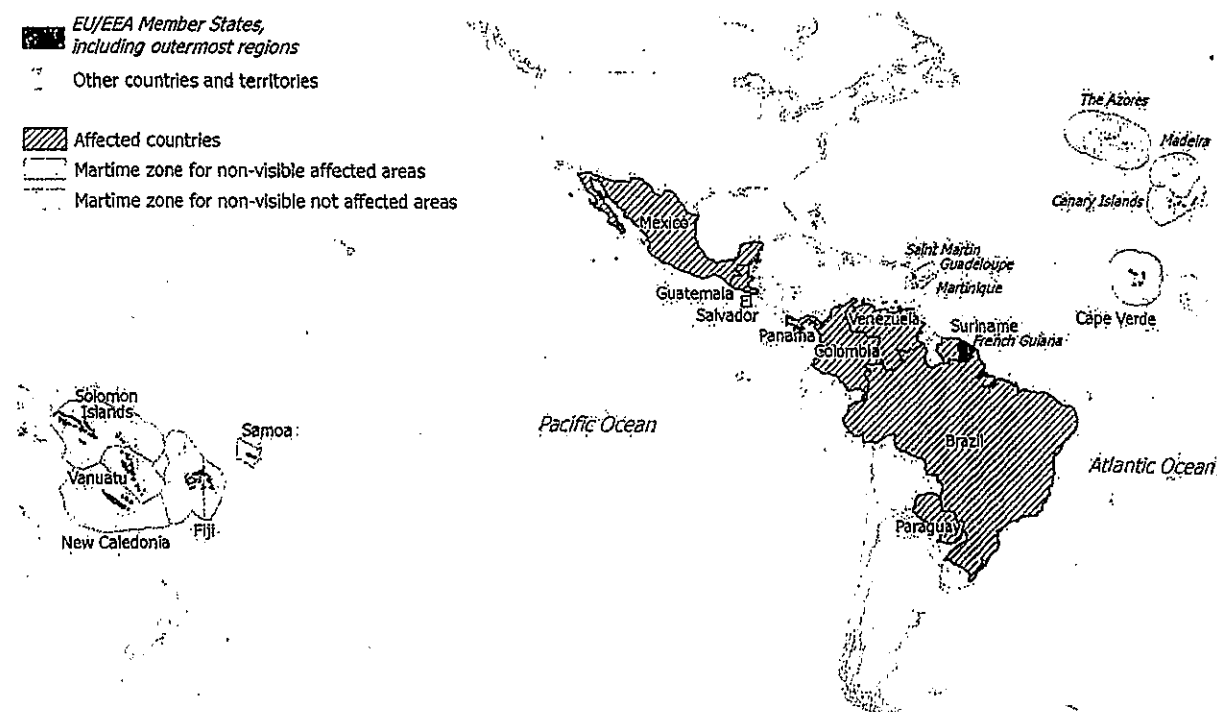 EU/EEA Member States,
including outermost regions
Other countries and territories
Affected countries
Martime zone for non-visible affected areas
Martime zone for non-visible not affected areas
The Azores
Madeira
Canary Islands
Mexico
Saint Martin
Guadeloupe
Martinique
Guatemala
Salvador
Cape Verde
Panama
Venezuela
Suriname
French Guiana
Colombia
Solomon
Islands
Samoa
Pacific Ocean
Brazil
Atlantic Ocean
Vanuatu
Paraguay
Fiji
New Caledonia